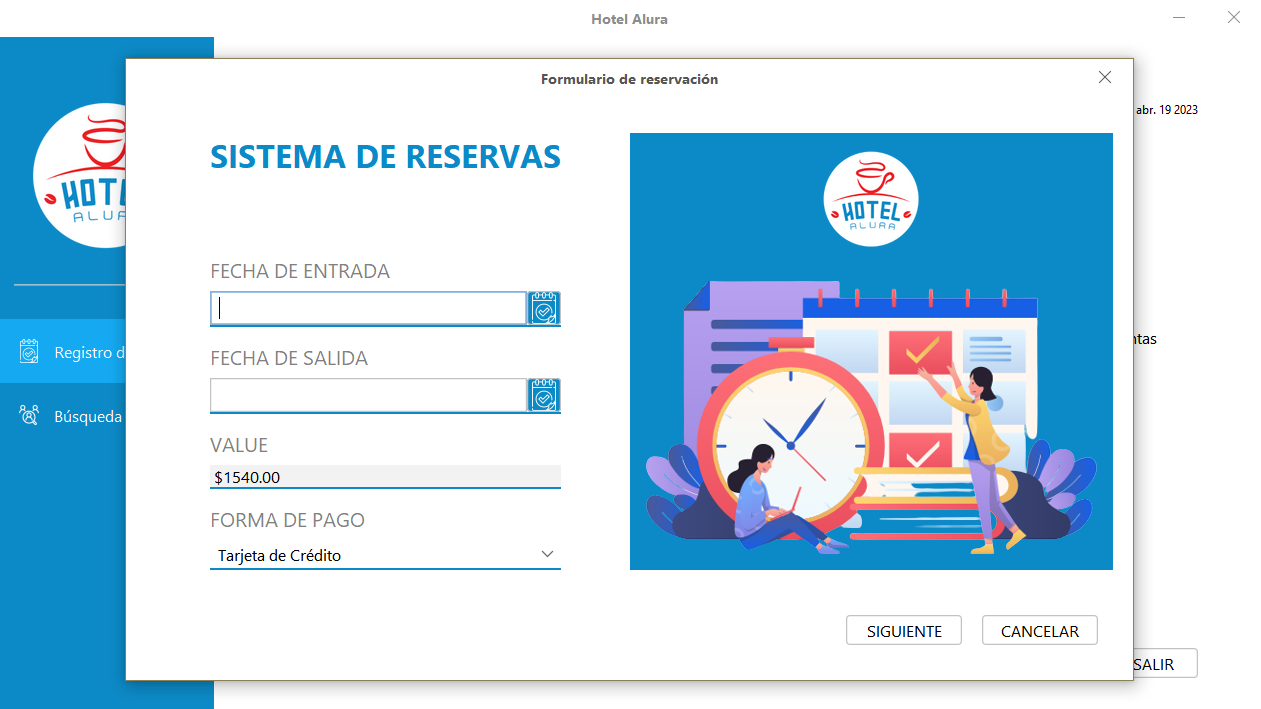 Hotel Alura
Formulario de reservación
abr. 19 2023
HOTEL
ALURA
SISTEMA DE RESERVAS
HOTEL
ALURA
FECHA DE ENTRADA
FECHA DE SALIDA
Registro d
ntas
Búsqueda
VALUE
$1540.00
FORMA DE PAGO
Tarjeta de Crédito
SIGUIENTE
CANCELAR
SALIR